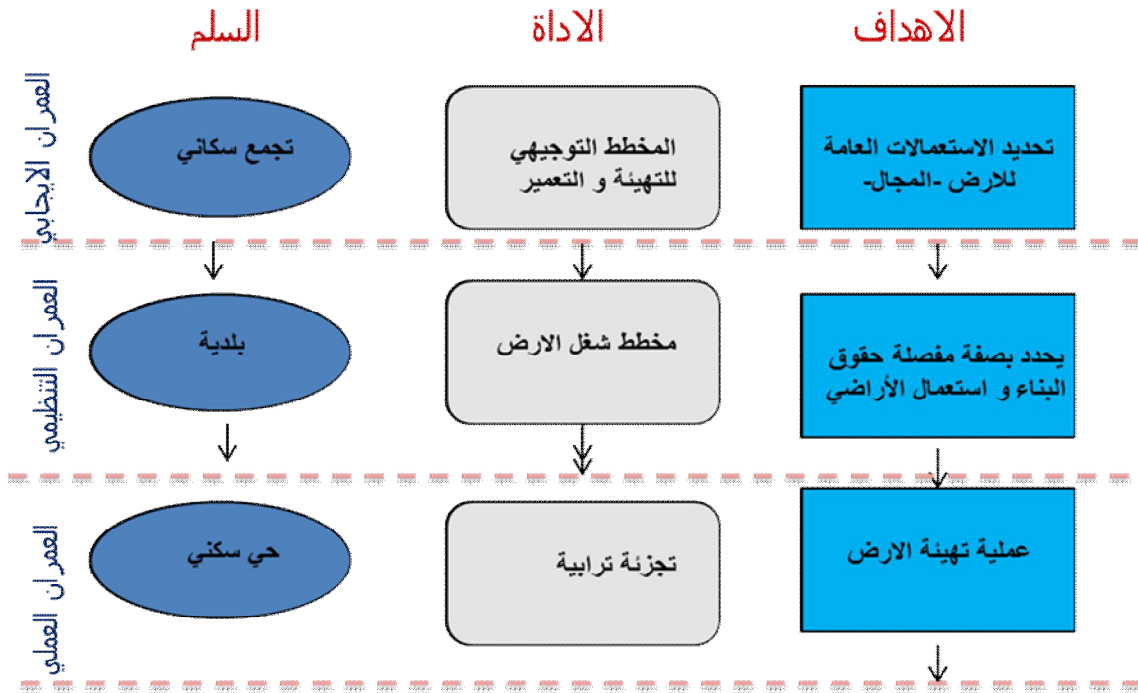 الاهداف
الاداة
السلم
العمران الايجابي
تحديد الاستعمالات العامة
للارض -المجال-
المخطط التوجيهي
للتهيئة و التعمير
تجمع سكاني
العمران التنظيمي
يحدد بصفة مفصلة حقوق
البناء و استعمال الأراضي
مخطط شغل الارض
بلدية
العمران العملي
عملية تهيئة الارض
تجزئة ترابية
حي سكني